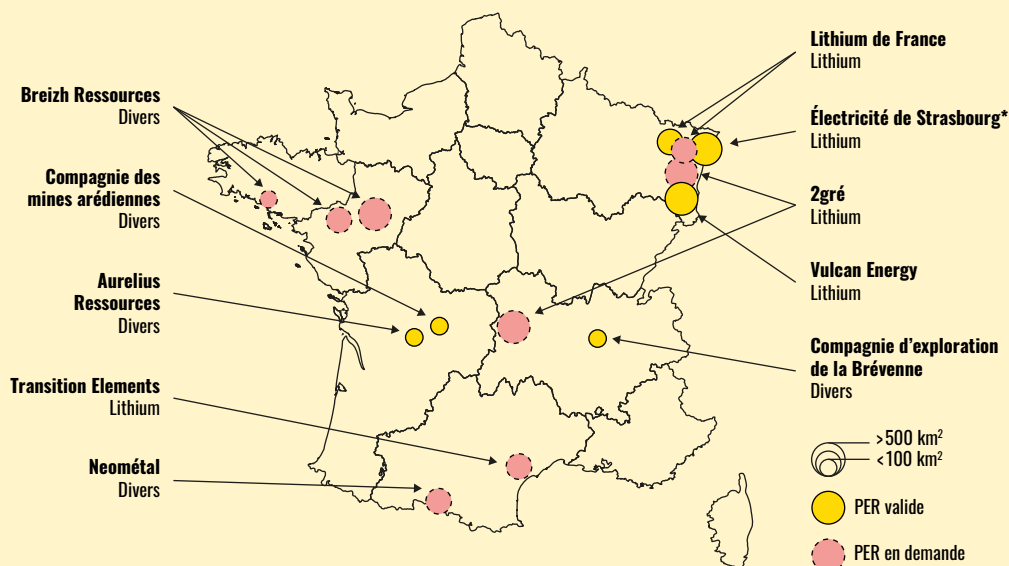 Breizh Ressources
Divers
Compagnie des
mines arédiennes
Divers
Aurelius
Ressources
Divers
Transition Elements
Lithium
Neométal
Divers
Lithium de France
Lithium
Électricité de Strasbourg*
Lithium
2gré
Lithium
Vulcan Energy
Lithium
Compagnie d'exploration
de la Brévenne
Divers
>500 km²
<100 km²
PER valide
PER en demande